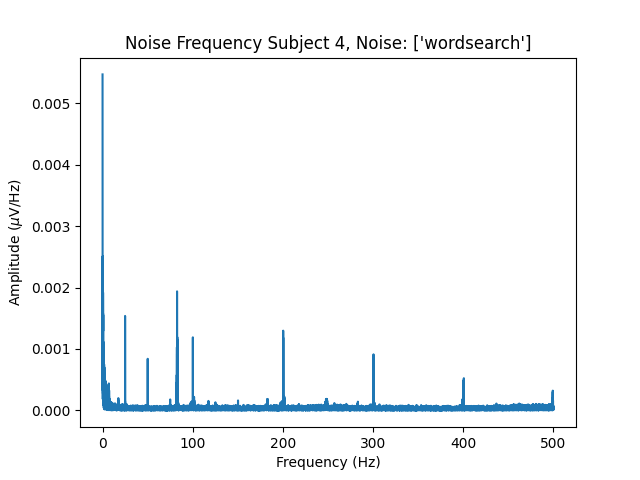 Noise Frequency Subject 4, Noise: ['wordsearch']
Amplitude (μV/Hz)
0.005
0.004
0.003
0.002
0.001
0.000
0 100 200 300 400 500
Frequency (Hz)